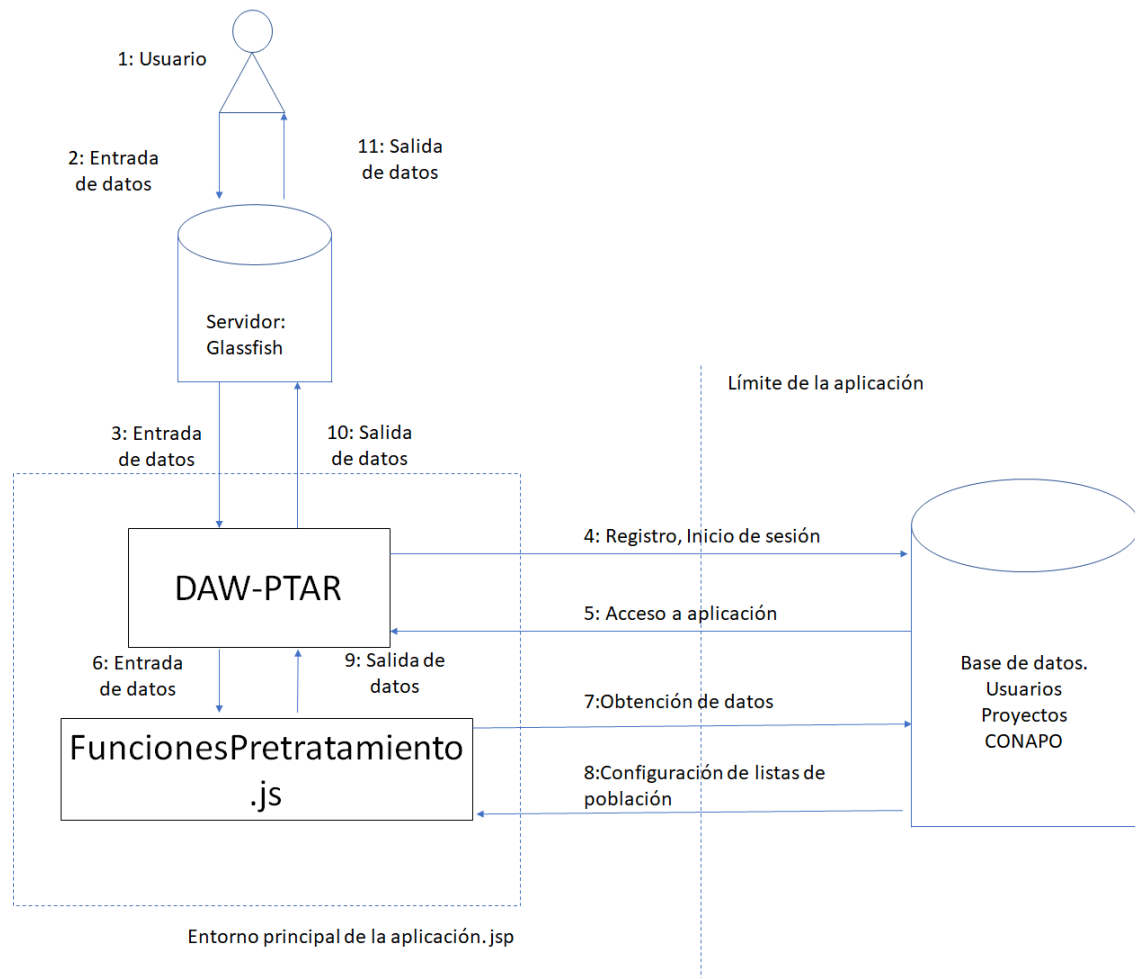 1: Usuario
2: Entrada
de datos
11: Salida
de datos
Servidor:
Glassfish
Límite de la aplicación
3: Entrada
de datos
10: Salida
de datos
4: Registro, Inicio de sesión
DAW-PTAR
5: Acceso a aplicación
6: Entrada
de datos
9: Salida de
datos
Base de datos.
Usuarios
Proyectos
CONAPO
7:Obtención de datos
FuncionesPretratamiento
.js
8:Configuración de listas de
población
Entorno principal de la aplicación.jsp